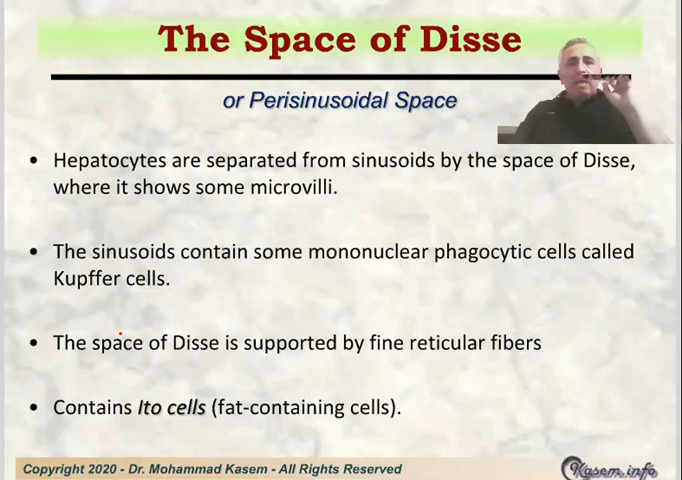 The Space of Disse
or Perisinusoidal Space
• Hepatocytes are separated from sinusoids by the space of Disse,
where it shows some microvilli.
• The sinusoids contain some mononuclear phagocytic cells called
Kupffer cells.
• The space of Disse is supported by fine reticular fibers
• Contains Ito cells (fat-containing cells).
Copyright 2020 - Dr. Mohammad Kasem - All Rights Reserved
Kasem.info